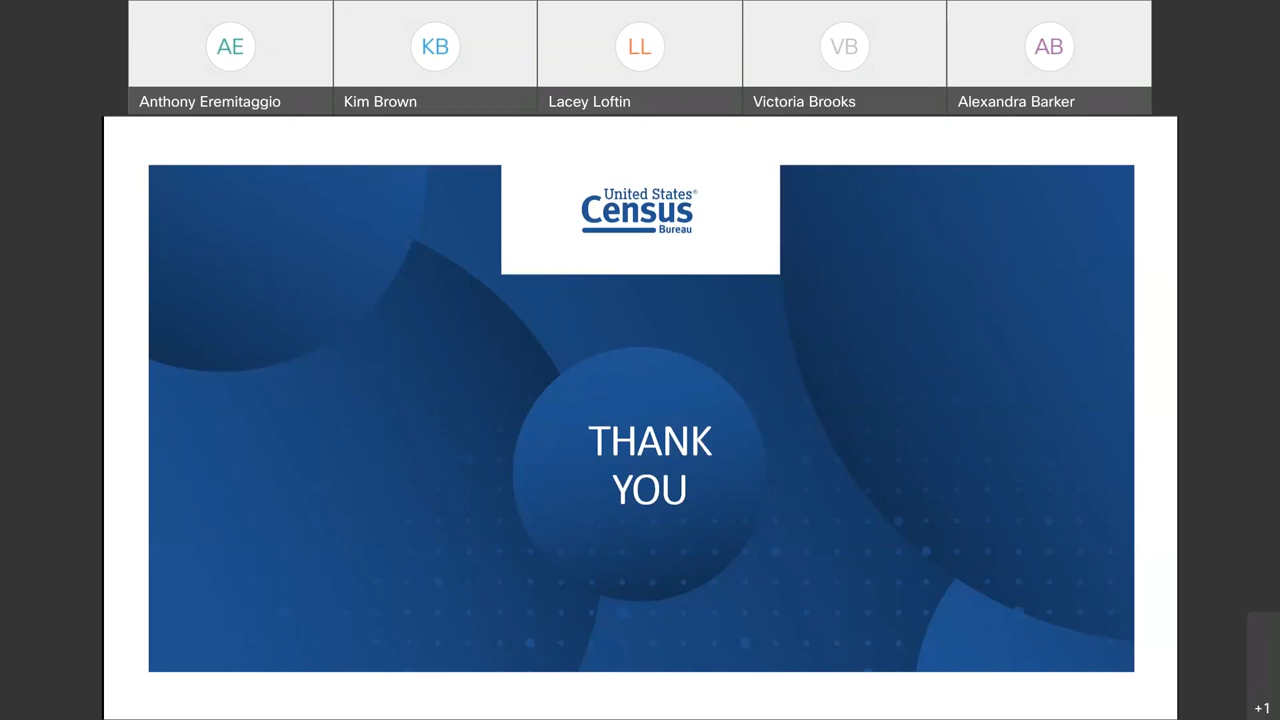 AE
KB
LL
VB
AB
Anthony Eremitaggio
Kim Brown
Lacey Loftin
Victoria Brooks
Alexandra Barker
United States®
Census
Bureau
THANK
YOU
+1